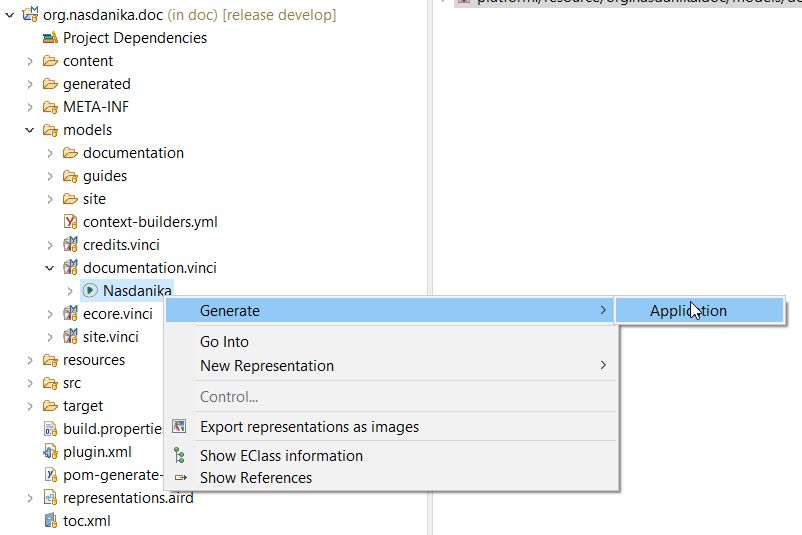 org.nasdanika.doc (in doc) [release develop]
Project Dependencies
content
generated
META-INF
models
documentation
guides
site
context-builders.yml
credits.vinci
documentation.vinci
Nasdanika
Generate
Application
ecore.vinci
site.vinci
Go Into
New Representation
resources
src
Control...
target
build.properties
Export representations as images
plugin.xml
Show EClass information
pom-generate-
Show References
representations.aird
toc.xml